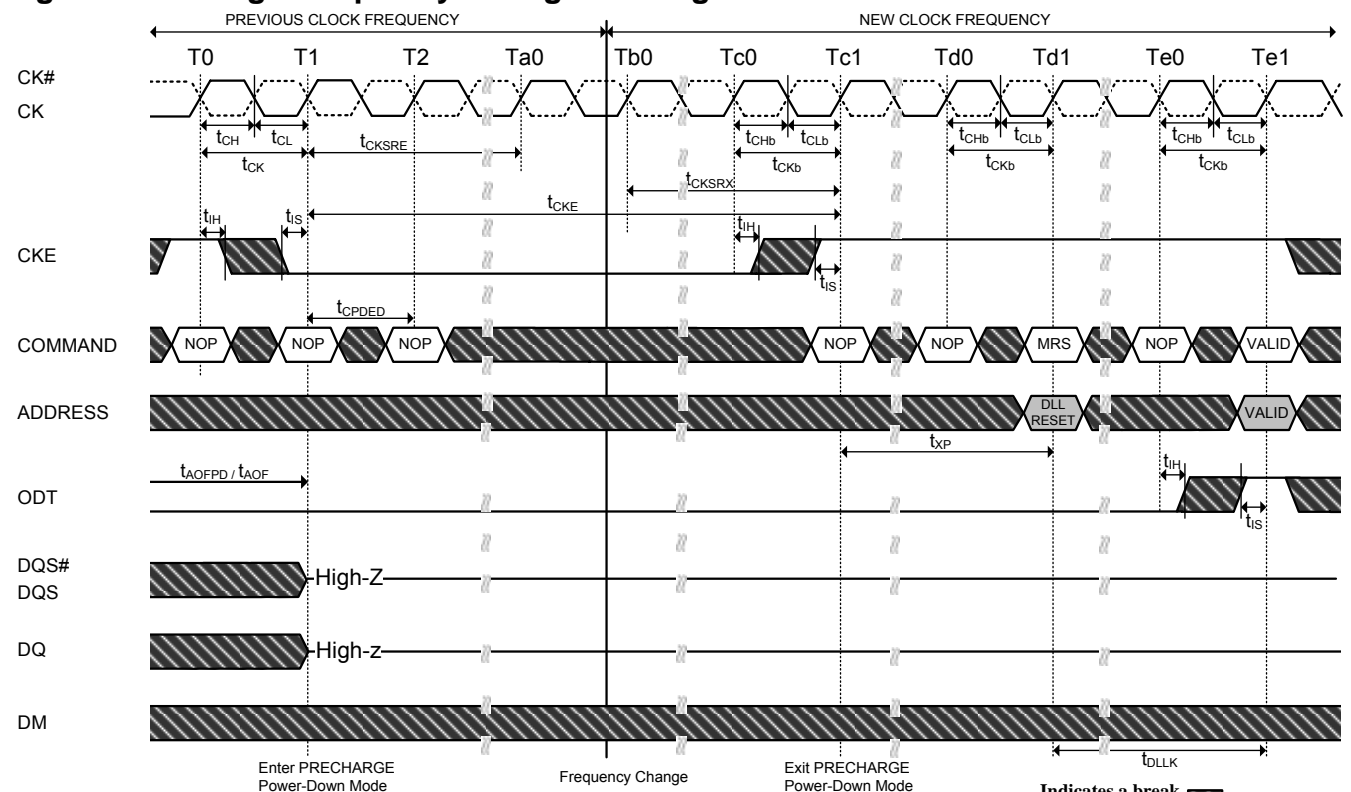 PREVIOUS CLOCK FREQUENCY NEW CLOCK FREQUENCY
T0 T1 T2 Ta0 Tb0 Tc0 Tc1 Td0 Td1 Te0 Te1
CK#
CK
tCH tCL tCHb tCLb tCHb tCLb tCHb tCLb
tCK tCKSRE tCKb tCKb tCKb
tCKSRX
tCKE
tIH tIS tIH
CKE
tIS
tCPDED
COMMAND NOP NOP NOP NOP NOP MRS NOP VALID
ADDRESS DLL RESET VALID
tXP
tAOFPD / tAOF tIH
ODT
tIS
DQS#
DQS
High-Z
DQ High-z
DM
tDLLK
Enter PRECHARGE
Power-Down Mode
Frequency Change
Exit PRECHARGE
Power-Down Mode
Indicates a break